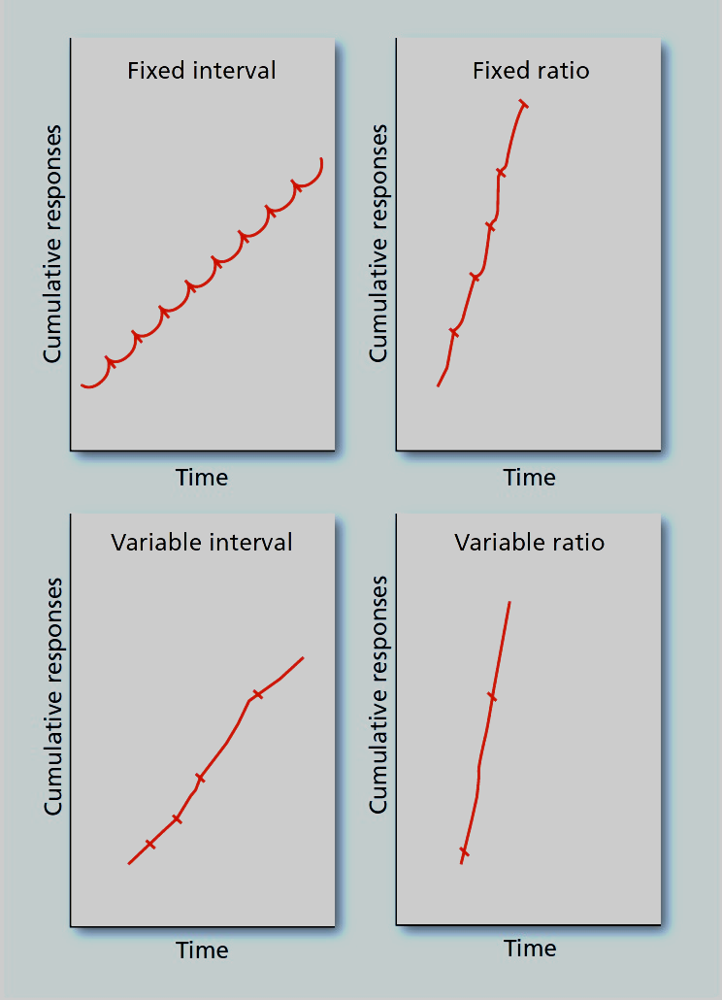 Fixed interval
Cumulative responses
Time
Fixed ratio
Cumulative responses
Time
Variable interval
Cumulative responses
Time
Variable ratio
Cumulative responses
Time